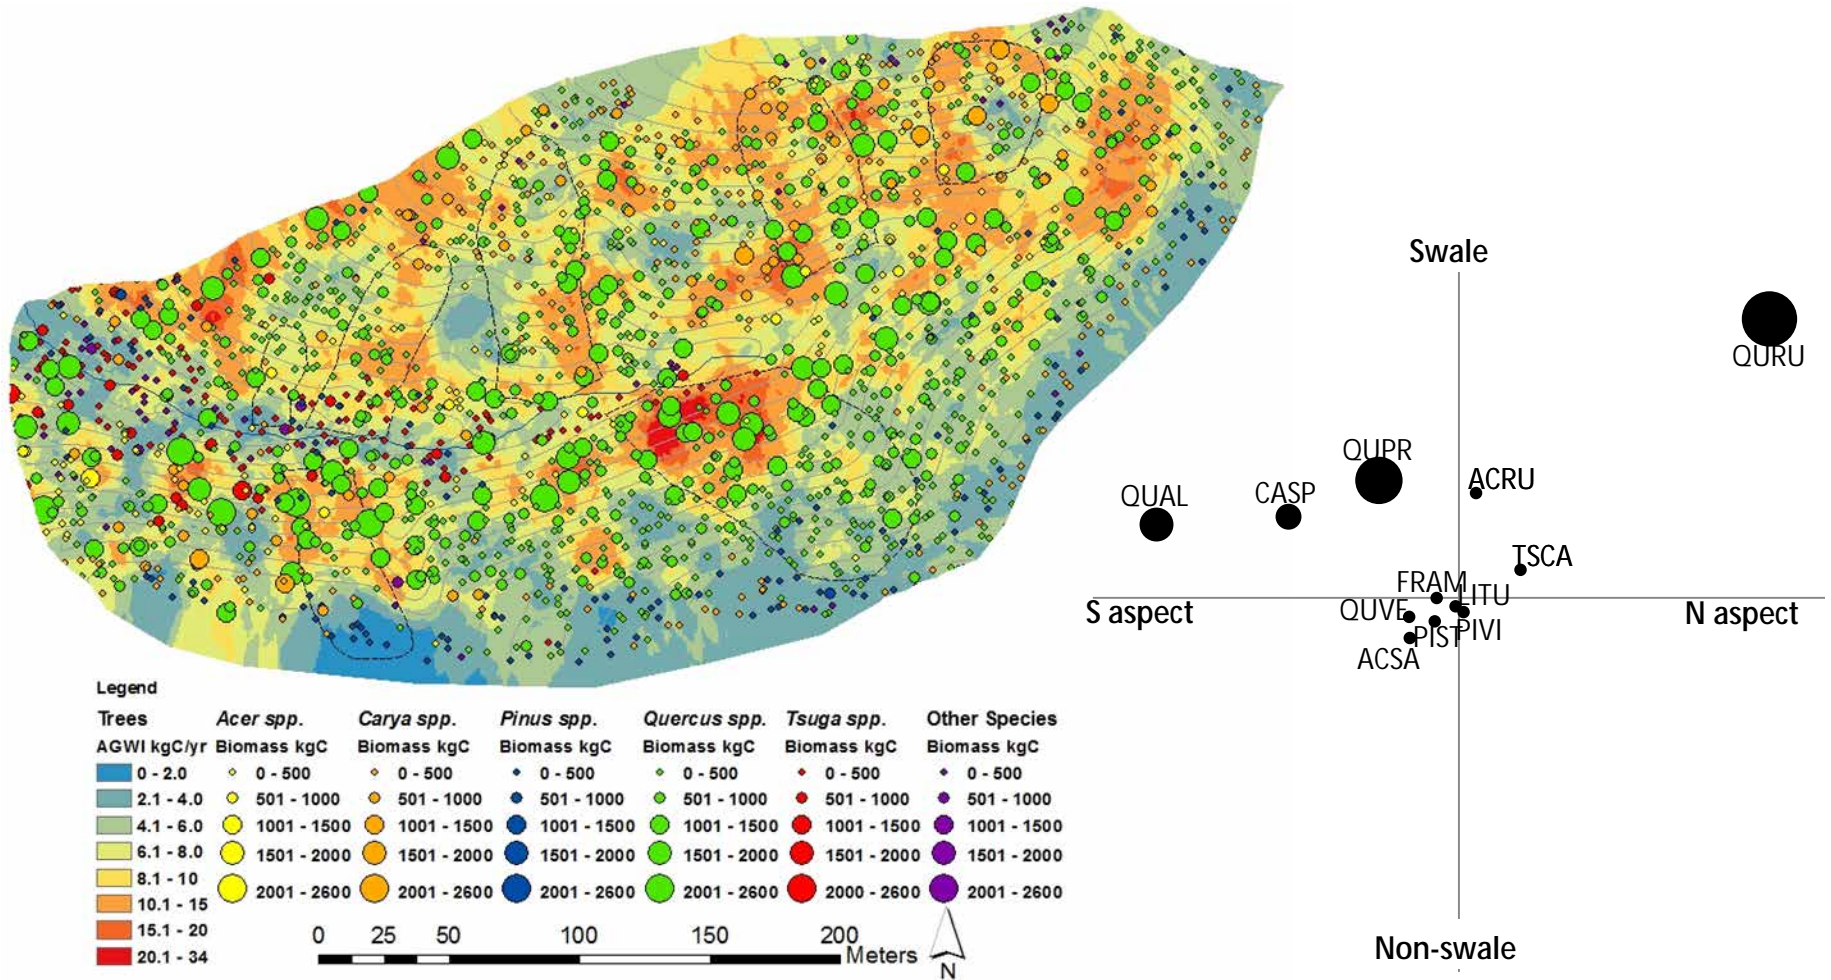 Swale
QURU
QUPR
ACRU
QUAL
CASP
TSCA
FRAM
LITU
S aspect
QUVE
N aspect
PIST
PIVI
ACSA
Non-swale
Legend
Trees Acer spp. Carya spp. Pinus spp. Quercus spp. Tsuga spp. Other Species
AGWI kgC/yr Biomass kgC Biomass kgC Biomass kgC Biomass kgC Biomass kgC Biomass kgC
0 - 2.0 0 - 500 0 - 500 0 - 500 0 - 500 0 - 500 0 - 500
2.1 - 4.0 501 - 1000 501 - 1000 501 - 1000 501 - 1000 501 - 1000 501 - 1000
4.1 - 6.0 1001 - 1500 1001 - 1500 1001 - 1500 1001 - 1500 1001 - 1500 1001 - 1500
6.1 - 8.0 1501 - 2000 1501 - 2000 1501 - 2000 1501 - 2000 1501 - 2000 1501 - 2000
8.1 - 10 2001 - 2600 2001 - 2600 2001 - 2600 2001 - 2600 2000 - 2600 2001 - 2600
10.1 - 15
15.1 - 20
20.1 - 34
0 25 50 100 150 200
Meters
N